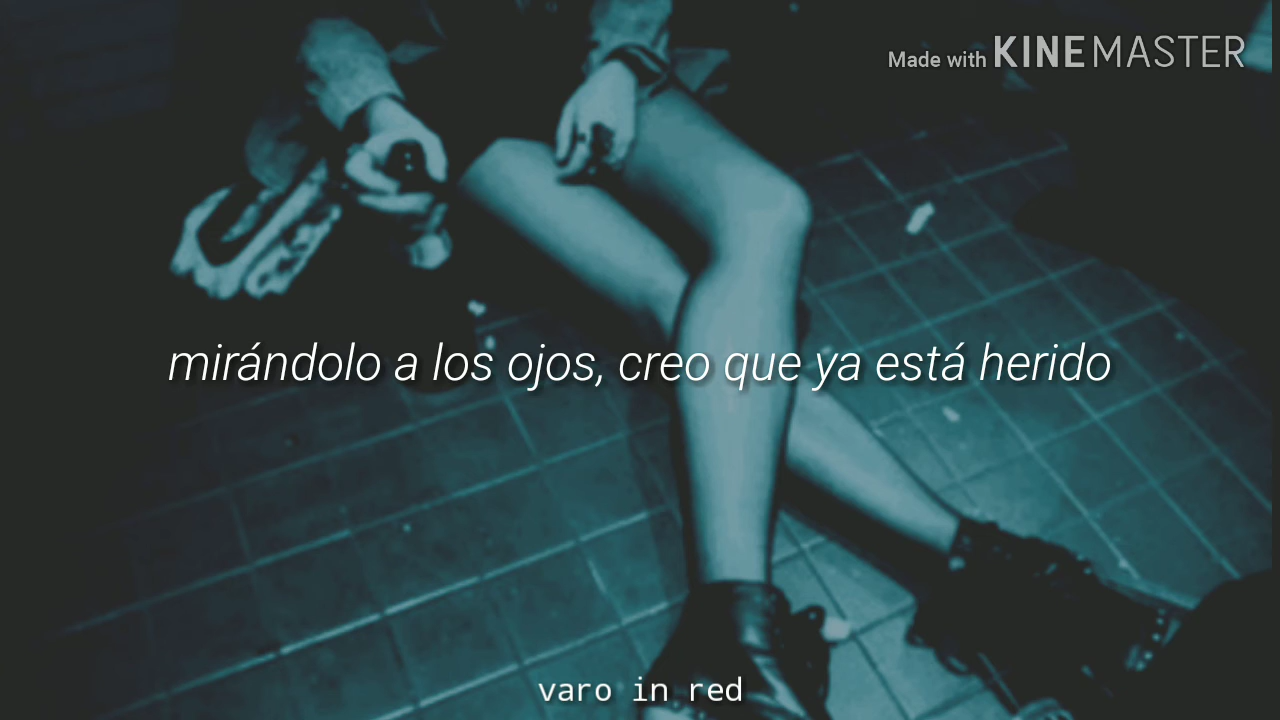 Made with KINEMASTER
mirándolo a los ojos, creo que ya está herido
varo in red